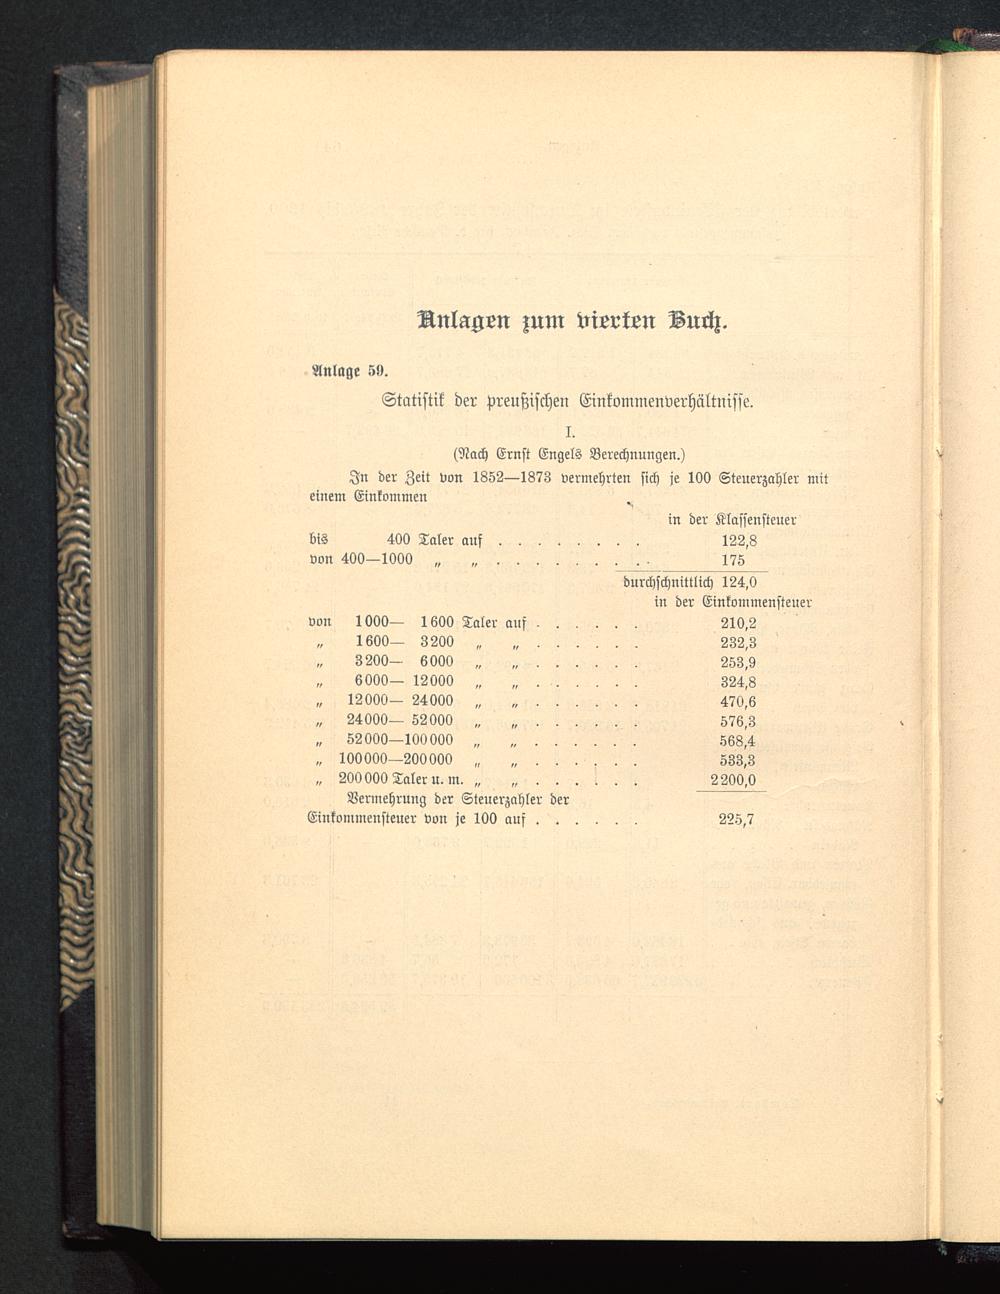 Anlagen zum vierten Buch.
Anlage 59.
Statistik der preußischen Einkommenverhältnisse.
I.
(Nach Ernst Engels Berechnungen.)
In der Zeit von 1852—1873 vermehrten sich je 100 Steuerzahler mit
einem Einkommen
in der Klassensteuer
bis 400 Taler auf . . . . . . . . 122,8
von 400—1000 „ „ . . . . . . . . . 175
durchschnittlich 124,0
in der Einkommensteuer
von 1000— 1600 Taler auf . . . . . . 210,2
„ 1600— 3200 „ „ . . . . . . 232,3
„ 3200— 6000 „ „ . . . . . . 253,9
„ 6000— 12000 „ „ . . . . . . 324,8
„ 12000— 24000 „ „ . . . . . . 470,6
„ 24000— 52000 „ „ . . . . . . 576,3
„ 52000—100000 „ „ . . . . . . 568,4
„ 100000—200000 „ „ . . . . . . 533,3
„ 200000 Taler u. m. „ „ . . . . . . 2200,0
Vermehrung der Steuerzahler der
Einkommensteuer von je 100 auf . . . . . . 225,7